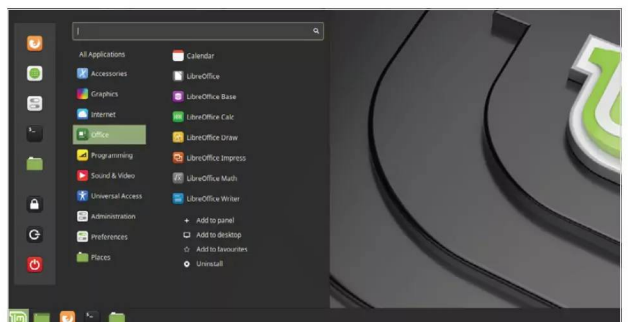 All Applications
Accessories
Graphics
Internet
Office
Programming
Sound & Video
Universal Access
Administration
Preferences
Places
Calendar
LibreOffice
LibreOffice Base
LibreOffice Calc
LibreOffice Draw
LibreOffice Impress
LibreOffice Math
LibreOffice Writer
Add to panel
Add to desktop
Add to favourites
Uninstall